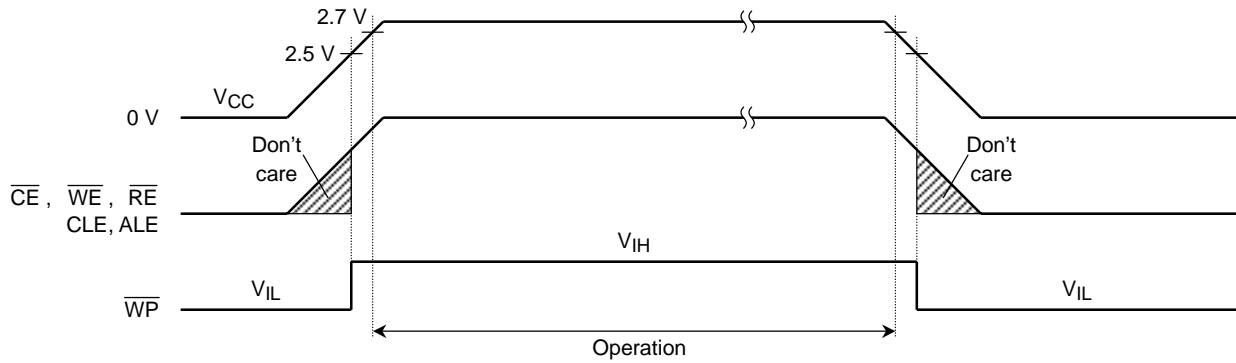 2.7 V
2.5 V
VCC
0 V
Don't
care
Don't
care
CE , WE , RE
CLE, ALE
VIH
VIL
VIL
WP
Operation